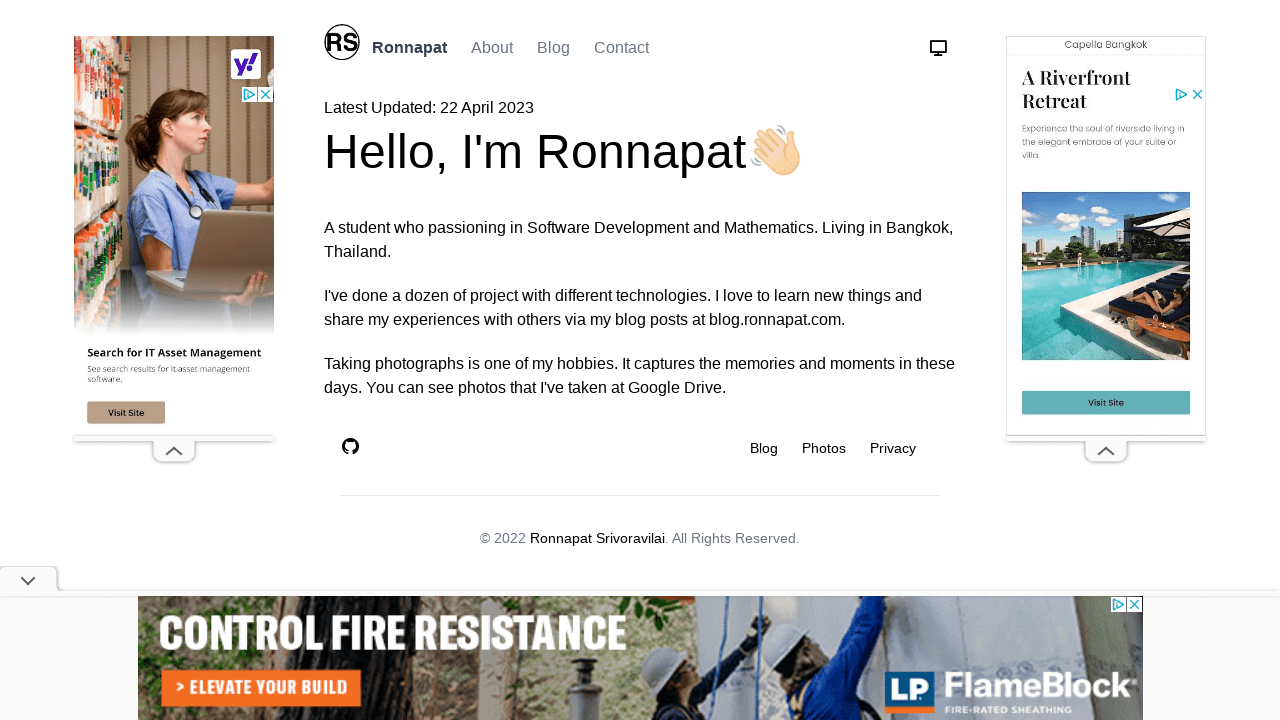 RS Ronnapat About Blog Contact
Latest Updated: 22 April 2023
Hello, I'm Ronnapat👋🏻
A student who passioning in Software Development and Mathematics. Living in Bangkok,
Thailand.
I've done a dozen of project with different technologies. I love to learn new things and
share my experiences with others via my blog posts at blog.ronnapat.com.
Taking photographs is one of my hobbies. It captures the memories and moments in these
days. You can see photos that I've taken at Google Drive.
Blog Photos Privacy
© 2022 Ronnapat Srivoravilai. All Rights Reserved.
Y!
Search for IT Asset Management
See search results for It asset management
software.
Visit Site
Capella Bangkok
A Riverfront
Retreat
Experience the soul of riverside living in
the elegant embrace of your suite or
villa.
Visit Site
CONTROL FIRE RESISTANCE
> ELEVATE YOUR BUILD
LP FlameBlock®
FIRE-RATED SHEATHING